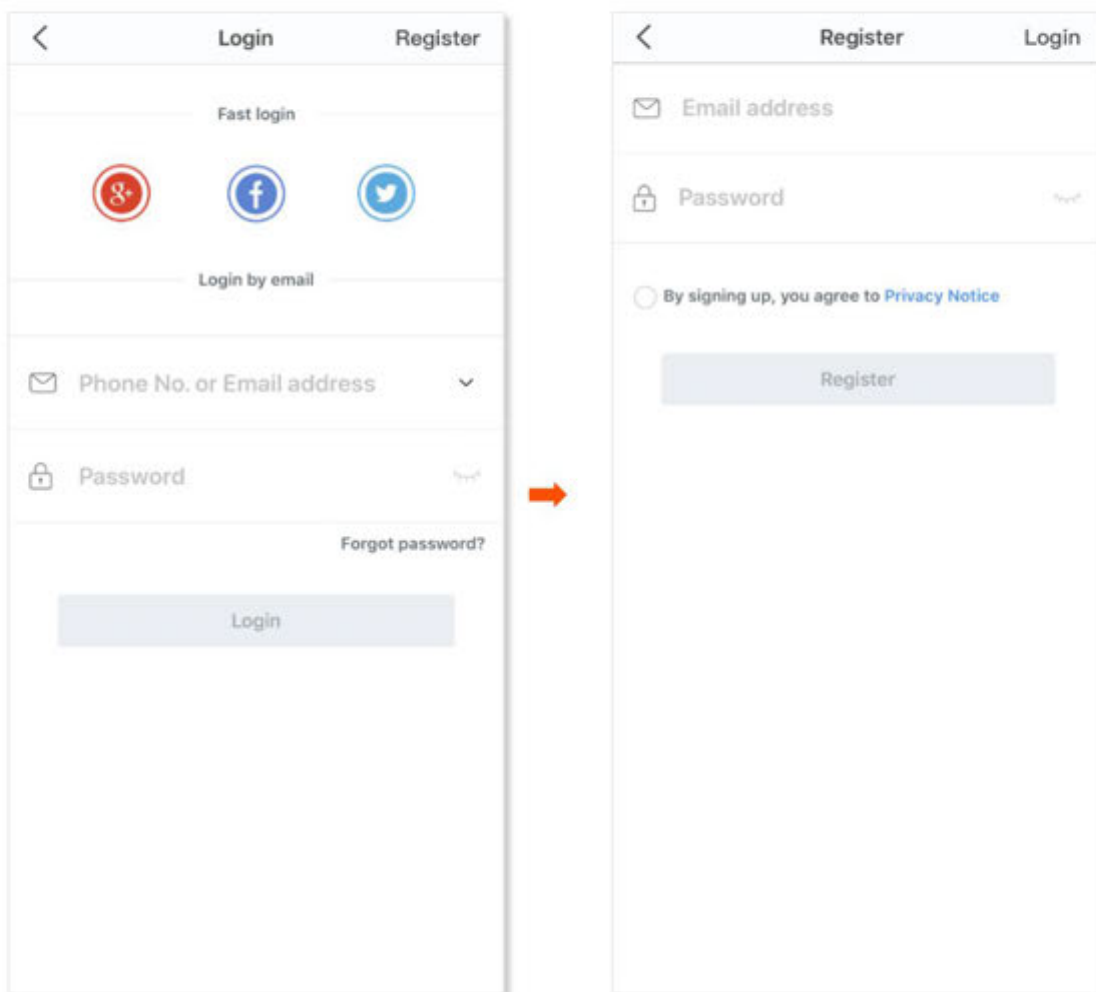 Login
Register
Fast login
8+
f
Login by email
Phone No. or Email address
Password
Forgot password?
Login
Register
Login
Email address
Password
By signing up, you agree to Privacy Notice
Register